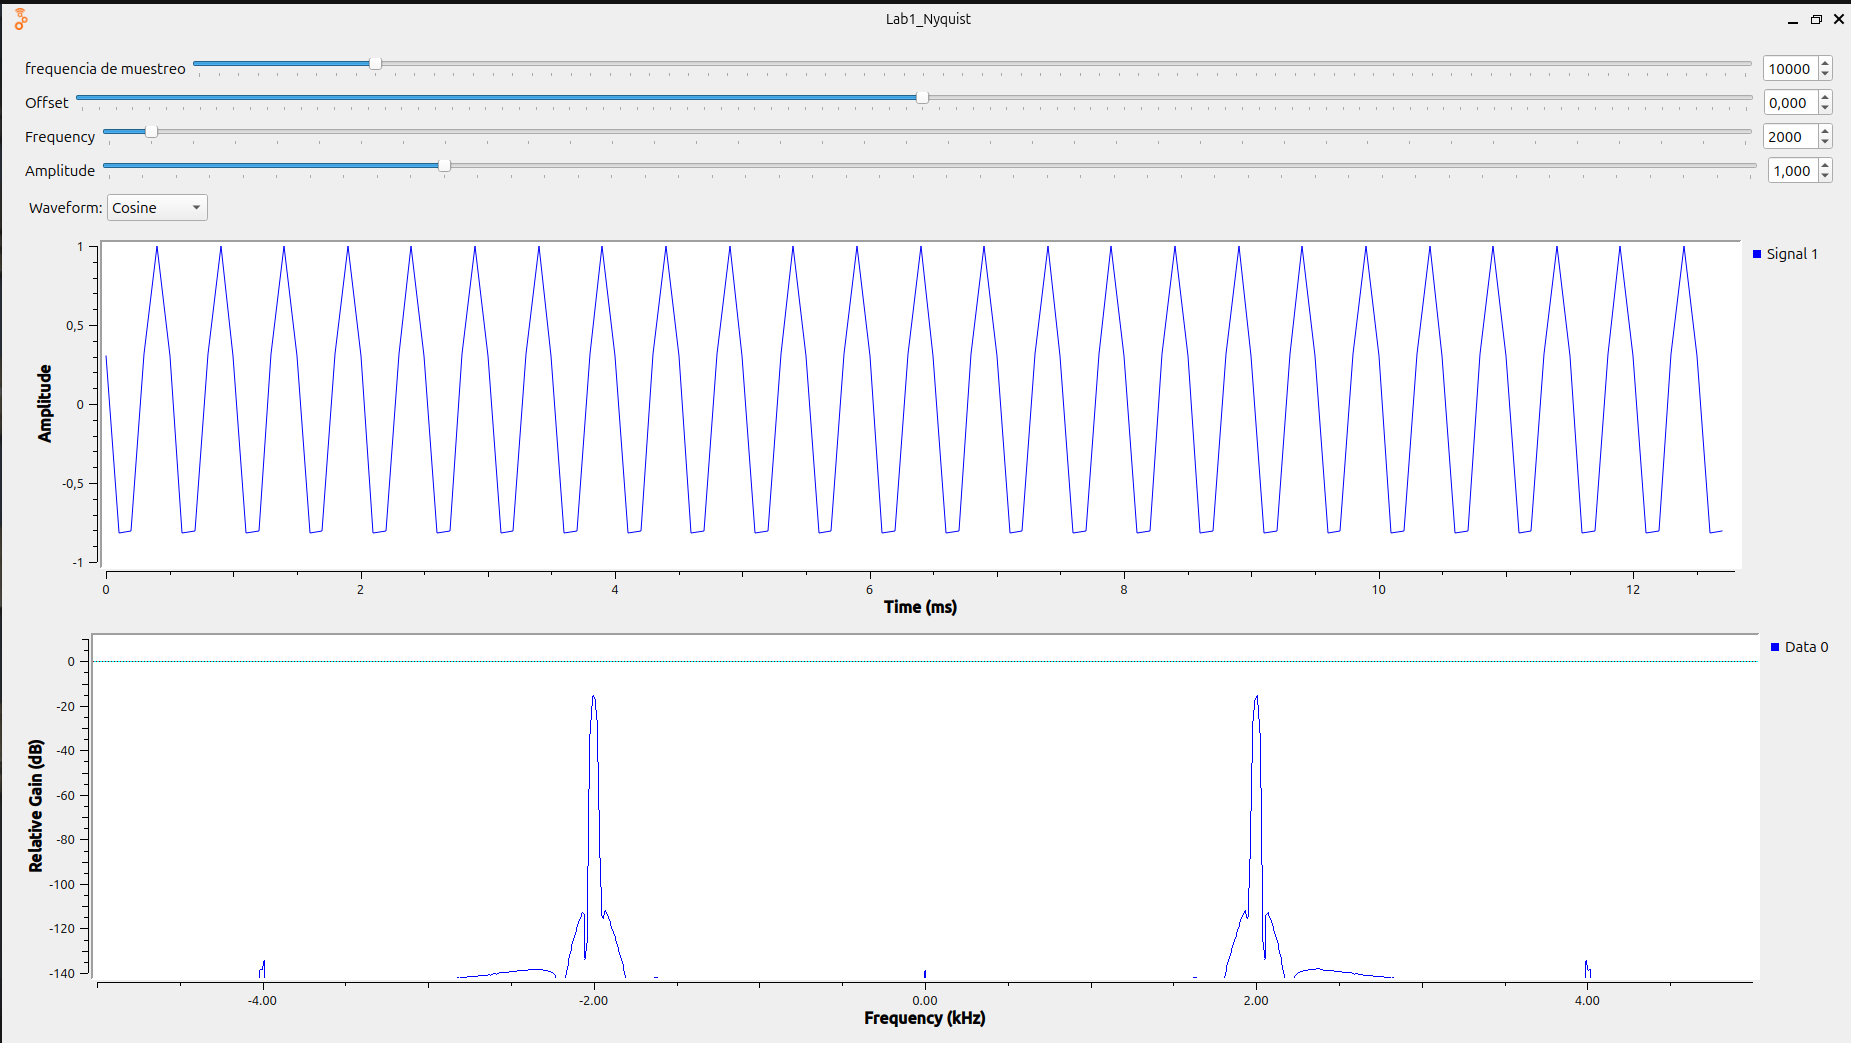 Lab1_Nyquist
frequencia de muestreo 10000
Offset 0,000
Frequency 2000
Amplitude 1,000
Waveform: Cosine
Signal 1
1
0,5
0
-0,5
-1
Amplitude
0 2 4 6 8 10 12
Time (ms)
Data 0
0
-20
-40
-60
-80
-100
-120
-140
Relative Gain (dB)
-4.00 -2.00 0.00 2.00 4.00
Frequency (kHz)